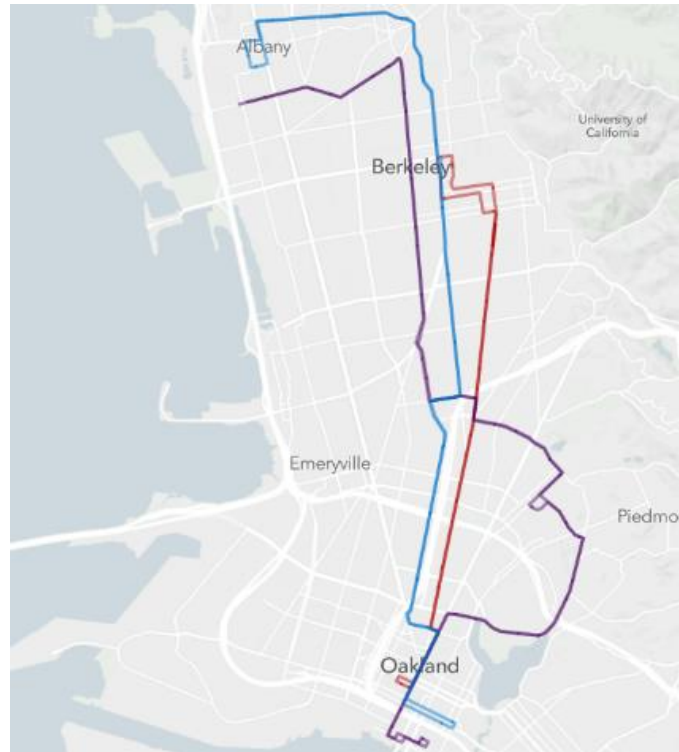 Albany
University of
California
Berkeley
Emeryville
Piedmo
Oakland